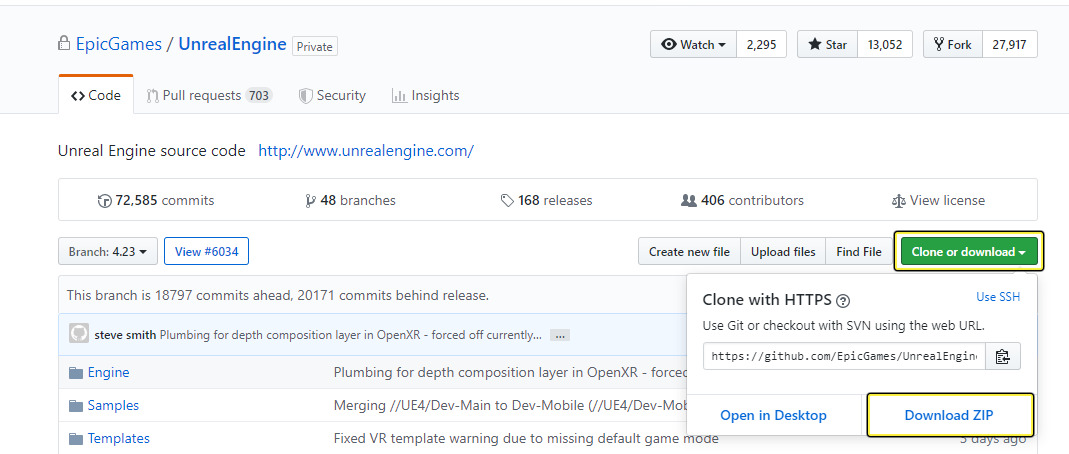 EpicGames / UnrealEngine Private Watch 2,295 Star 13,052 Fork 27,917
Code Pull requests 703 Security Insights
Unreal Engine source code http://www.unrealengine.com/
72,585 commits 48 branches 168 releases 406 contributors View license
Branch: 4.23 View #6034 Create new file Upload files Find File Clone or download
This branch is 18797 commits ahead, 20171 commits behind release.
steve smith Plumbing for depth composition layer in OpenXR - forced off currently... ...
Engine Plumbing for depth composition layer in OpenXR - forced
Samples Merging //UE4/Dev-Main to Dev-Mobile (//UE4/Dev-Mob
Templates Fixed VR template warning due to missing default game mode days ago
Clone with HTTPS ? Use SSH
Use Git or checkout with SVN using the web URL.
https://github.com/EpicGames/UnrealEngin
Open in Desktop Download ZIP